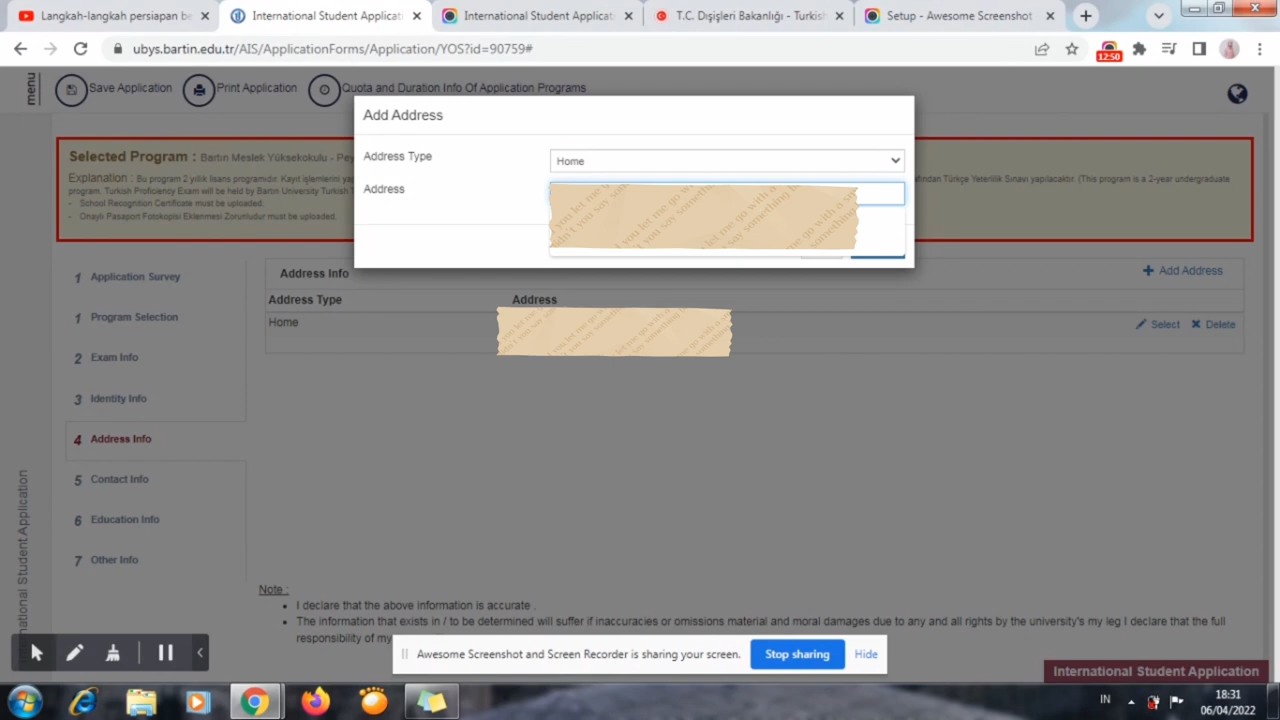 Langkah-langkah persiapan be
International Student Applicat
International Student Applicati
T.C. Dışişleri Bakanlığı - Turkish
Setup - Awesome Screenshot
ubys.bartin.edu.tr/AIS/ApplicationForms/Application/YOS?id=90759#
12:50
menu
Save Application
Print Application
Quota and Duration Info Of Application Programs
Add Address
Address Type
Home
Address
Selected Program : Bartın Meslek Yüksekokulu - Pey
Explanation : Bu program 2 yıllık lisans programıdır. Kayıt işlemlerini yap
fından Türkçe Yeterlilik Sınavı yapılacaktır. (This program is a 2-year undergraduate
program. Turkish Proficiency Exam will be held by Bartın University Turkish
- School Recognition Certificate must be uploaded.
- Onaylı Pasaport Fotokopisi Eklenmesi Zorunludur must be uploaded.
1 Application Survey
1 Program Selection
2 Exam Info
3 Identity Info
4 Address Info
5 Contact Info
6 Education Info
7 Other Info
Address Info
Add Address
Address Type Address
Home
Select Delete
Note :
I declare that the above information is accurate .
The information that exists in / to be determined will suffer if inaccuracies or omissions material and moral damages due to any and all rights by the university's my leg I declare that the full
responsibility of my
Awesome Screenshot and Screen Recorder is sharing your screen.
Stop sharing
Hide
International Student Application
IN
18:31
06/04/2022